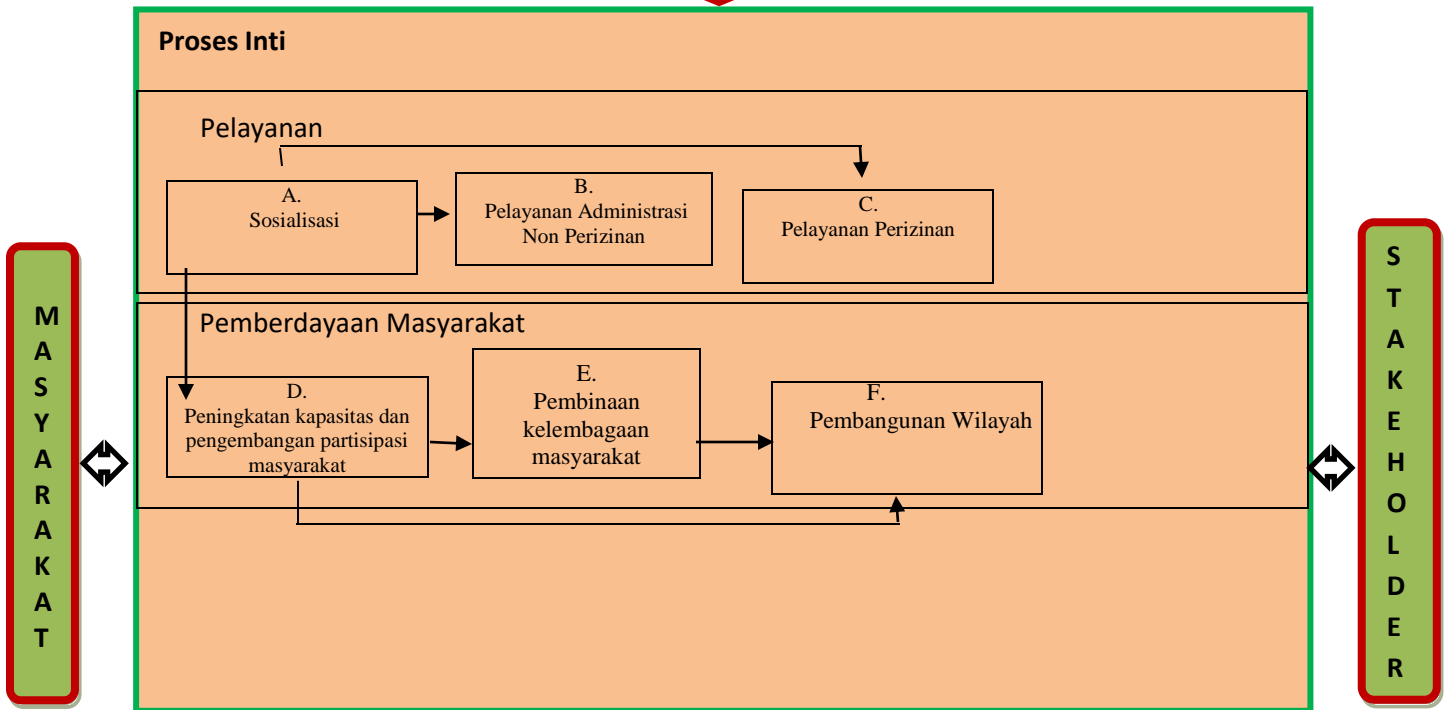 Proses Inti
Pelayanan
A.
Sosialisasi
B.
Pelayanan Administrasi
Non Perizinan
C.
Pelayanan Perizinan
Pemberdayaan Masyarakat
D.
Peningkatan kapasitas dan
pengembangan partisipasi
masyarakat
E.
Pembinaan
kelembagaan
masyarakat
F.
Pembangunan Wilayah
M
A
S
Y
A
R
A
K
A
T
S
T
A
K
E
H
O
L
D
E
R